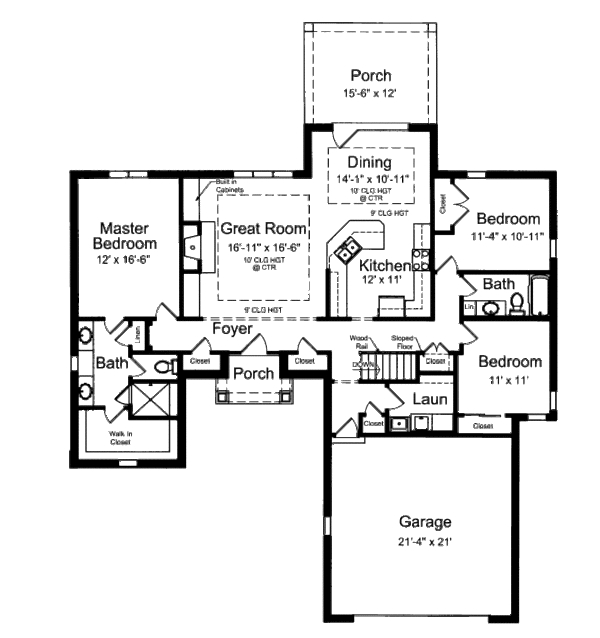 Porch
15'-6" x 12'
Dining
14'-1" x 10'-11"
10' CLG HGT
@ CTR
9' CLG HGT
Built in
Cabinets
Closet
Bedroom
11'-4" x 10'-11"
Master
Bedroom
12' x 16'-6"
Great Room
16'-11" x 16'-6"
10' CLG HGT
@ CTR
9' CLG HGT
Kitchen
12' x 11'
Bath
Lin
Foyer
Linen
Bath
Closet
Porch
Closet
Wood
Rail
Sloped
Floor
DOWN
Closet
Bedroom
11' x 11'
Laun
Closet
Closet
Walk in
Closet
Garage
21'-4" x 21'